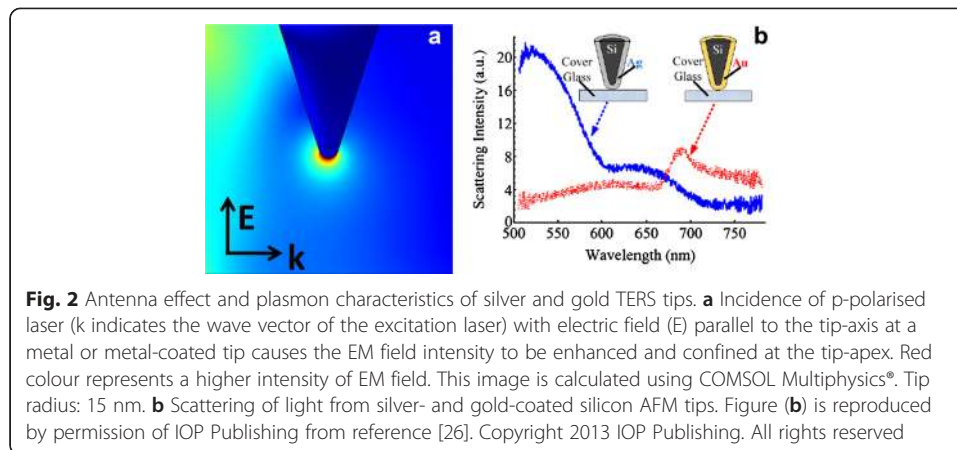 a
E
k
b
Scattering Intensity (a.u.)
20
16
12
8
4
0
500
550
600
650
700
750
Wavelength (nm)
Si
Cover
Glass
Ag
Si
Cover
Glass
Au
Fig. 2 Antenna effect and plasmon characteristics of silver and gold TERS tips. a Incidence of p-polarised
laser (k indicates the wave vector of the excitation laser) with electric field (E) parallel to the tip-axis at a
metal or metal-coated tip causes the EM field intensity to be enhanced and confined at the tip-apex. Red
colour represents a higher intensity of EM field. This image is calculated using COMSOL Multiphysics®. Tip
radius: 15 nm. b Scattering of light from silver- and gold-coated silicon AFM tips. Figure (b) is reproduced
by permission of IOP Publishing from reference [26]. Copyright 2013 IOP Publishing. All rights reserved